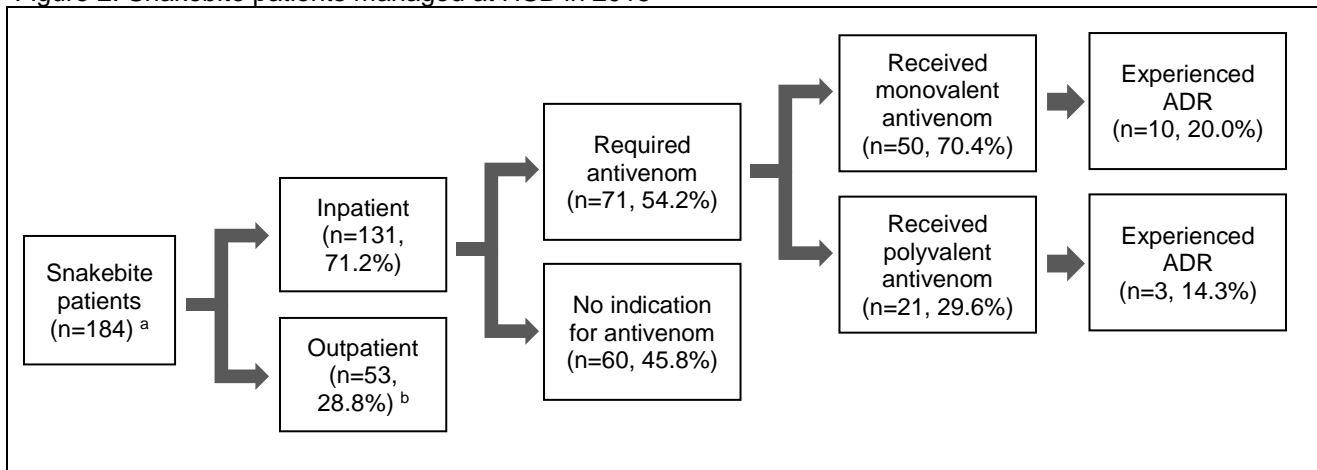 Figure 2. Snakebite patients managed at in
Snakebite
patients
(n=184) a
Inpatient
(n=131,
71.2%)
Outpatient
(n=53,
28.8%) b
Required
antivenom
(n=71, 54.2%)
No indication
for antivenom
(n=60, 45.8%)
Received
monovalent
antivenom
(n=50, 70.4%)
Received
polyvalent
antivenom
(n=21, 29.6%)
Experienced
ADR
(n=10, 20.0%)
Experienced
ADR
(n=3, 14.3%)